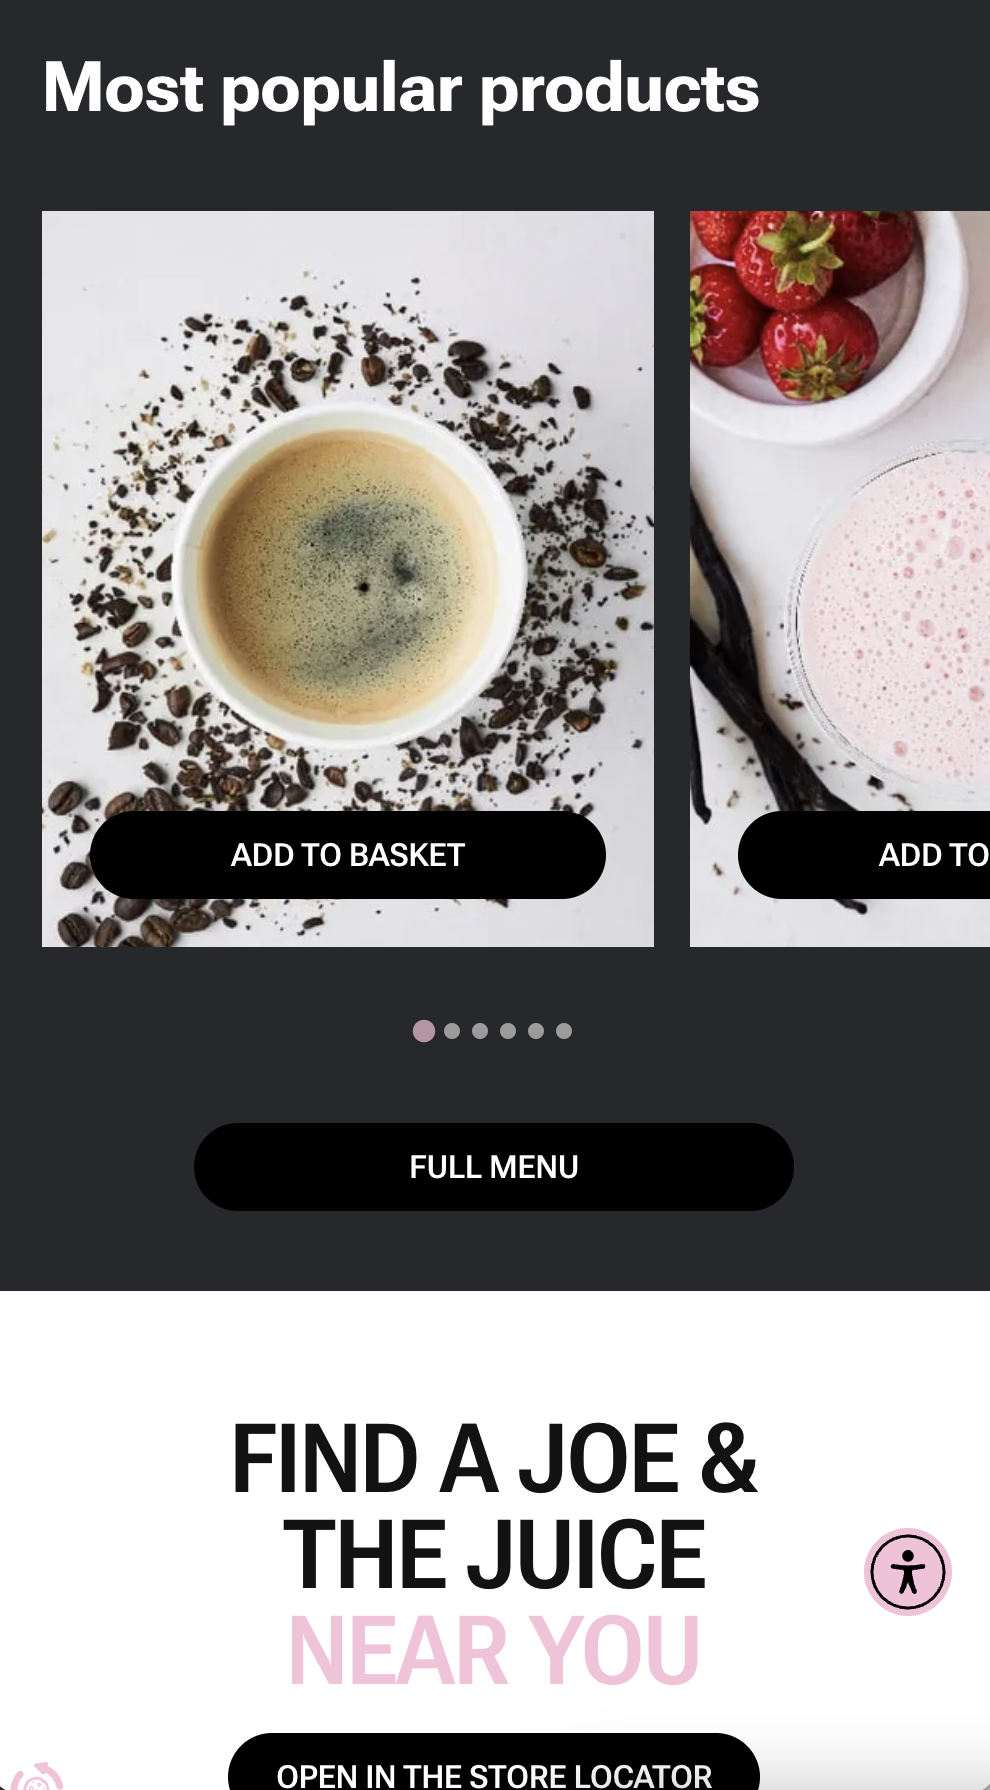 Most popular products
ADD TO BASKET
ADD TO
FULL MENU
FIND A JOE &
THE JUICE
NEAR YOU
OPEN IN THE STORE LOCATOR